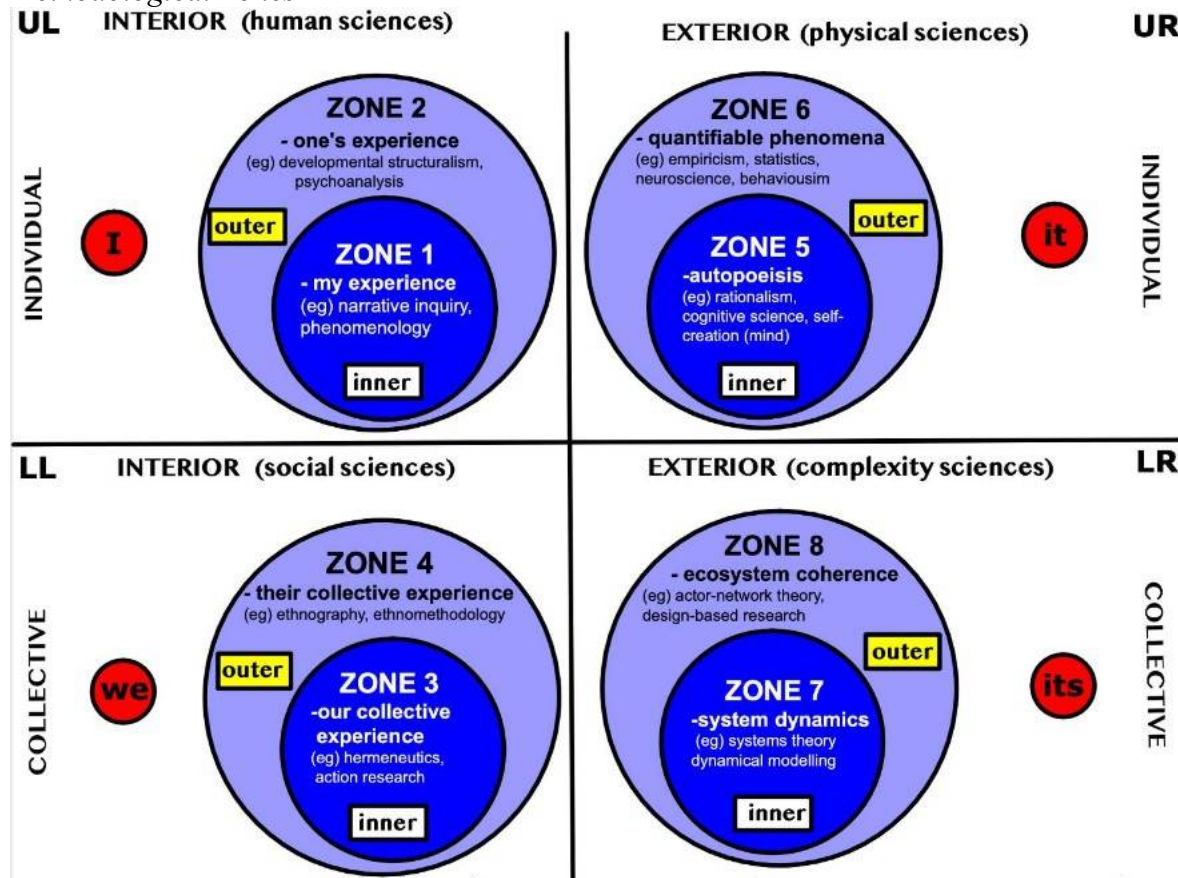 UL INTERIOR (human sciences)
EXTERIOR (physical sciences) UR
INDIVIDUAL
I
ZONE 2
- one's experience
(eg) developmental structuralism,
psychoanalysis
outer
ZONE 1
- my experience
(eg) narrative inquiry,
phenomenology
inner
ZONE 6
- quantifiable phenomena
(eg) empiricism, statistics,
neuroscience, behaviousim
outer
ZONE 5
-autopoeisis
(eg) rationalism,
cognitive science, self-
creation (mind)
inner
it
INDIVIDUAL
LL INTERIOR (social sciences)
EXTERIOR (complexity sciences) LR
COLLECTIVE
we
ZONE 4
- their collective experience
(eg) ethnography, ethnomethodology
outer
ZONE 3
-our collective
experience
(eg) hermeneutics,
action research
inner
ZONE 8
- ecosystem coherence
(eg) actor-network theory,
design-based research
outer
ZONE 7
-system dynamics
(eg) systems theory
dynamical modelling
inner
its
COLLECTIVE